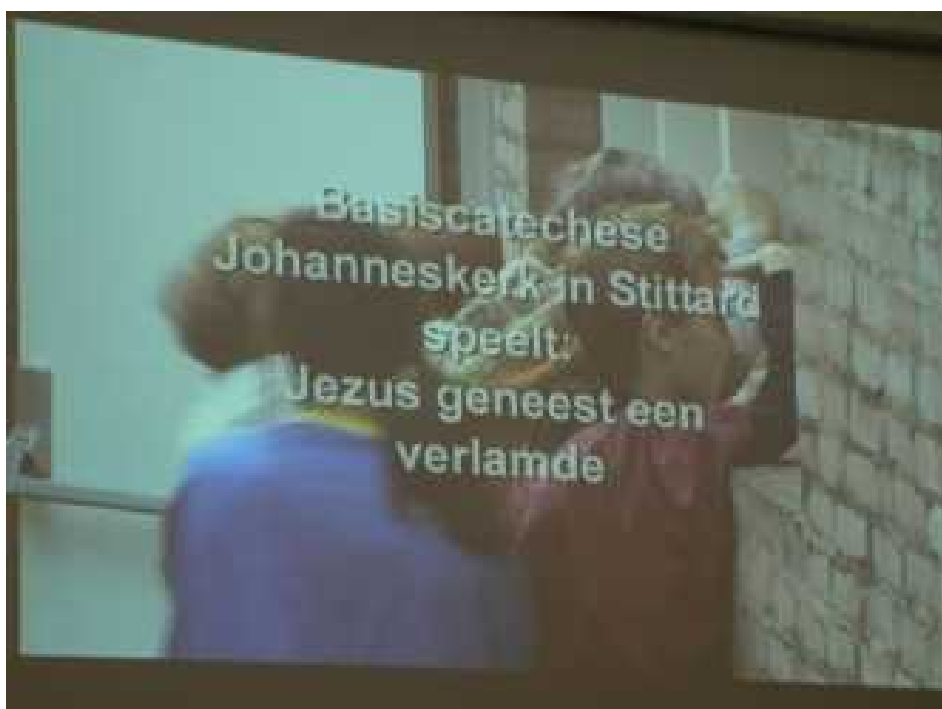 Basiscatechese
Johanneskerk in Stittard
speelt:
Jezus geneest een
verlamde